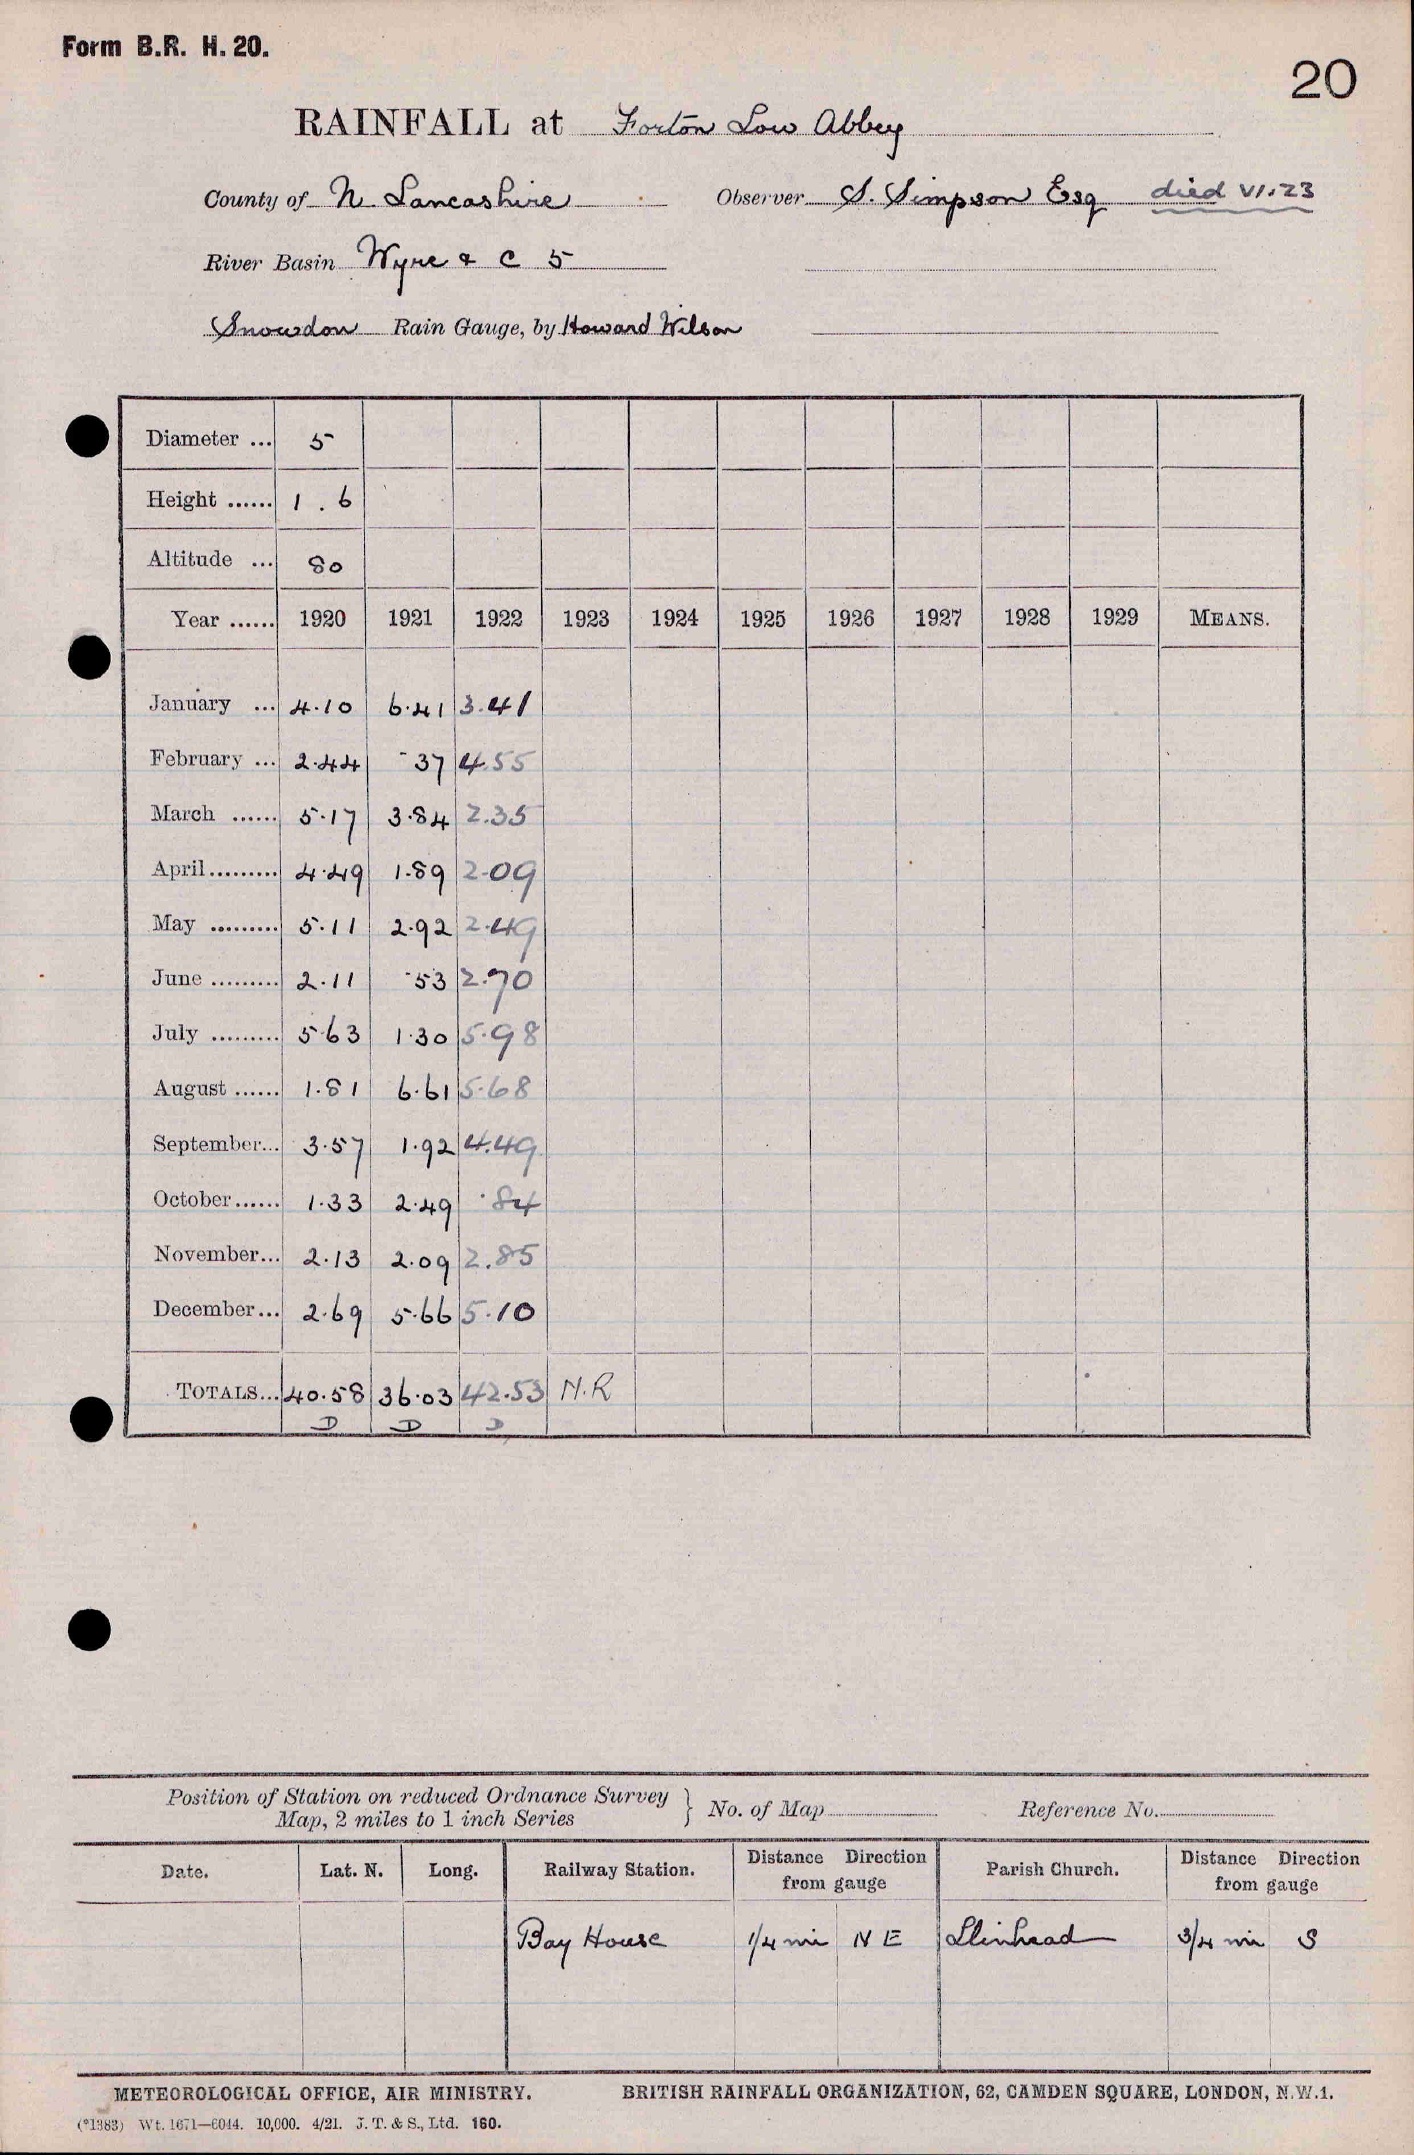 Form B.R. H. 20.
20
RAINFALL at Forton Low Abbey
County of N. Lancashire Observer S. Simpson Esq died VI.23
River Basin Wyre & C 5
Snowdon Rain Gauge, by Howard Wilson
Diameter ... 5
Height ...... 1 . 6
Altitude ... 80
Year ...... 1920 1921 1922 1923 1924 1925 1926 1927 1928 1929 MEANS.
January ... 4.10 6.41 3.41
February ... 2.44 .37 4.55
March ...... 5.17 3.84 2.35
April ......... 4.49 1.89 2.09
May ......... 5.11 2.92 2.49
June ......... 2.11 .53 2.70
July ......... 5.63 1.30 5.98
August ...... 1.81 6.61 5.68
September... 3.57 1.92 4.49
October...... 1.33 2.49 .84
November... 2.13 2.09 2.85
December... 2.69 5.66 5.10
TOTALS... 40.58 36.03 42.53 N.R
D D D
Position of Station on reduced Ordnance Survey
Map, 2 miles to 1 inch Series } No. of Map Reference No.
Date. Lat. N. Long. Railway Station. Distance Direction from gauge Parish Church. Distance Direction from gauge
Bay House 1/4 mi N E 3/4 mi S
METEOROLOGICAL OFFICE, AIR MINISTRY. BRITISH RAINFALL ORGANIZATION, 62, CAMDEN SQUARE, LONDON, N.W.1.
(*1383) Wt. 1671—6044. 10,000. 4/21. J. T. & S., Ltd. 160.